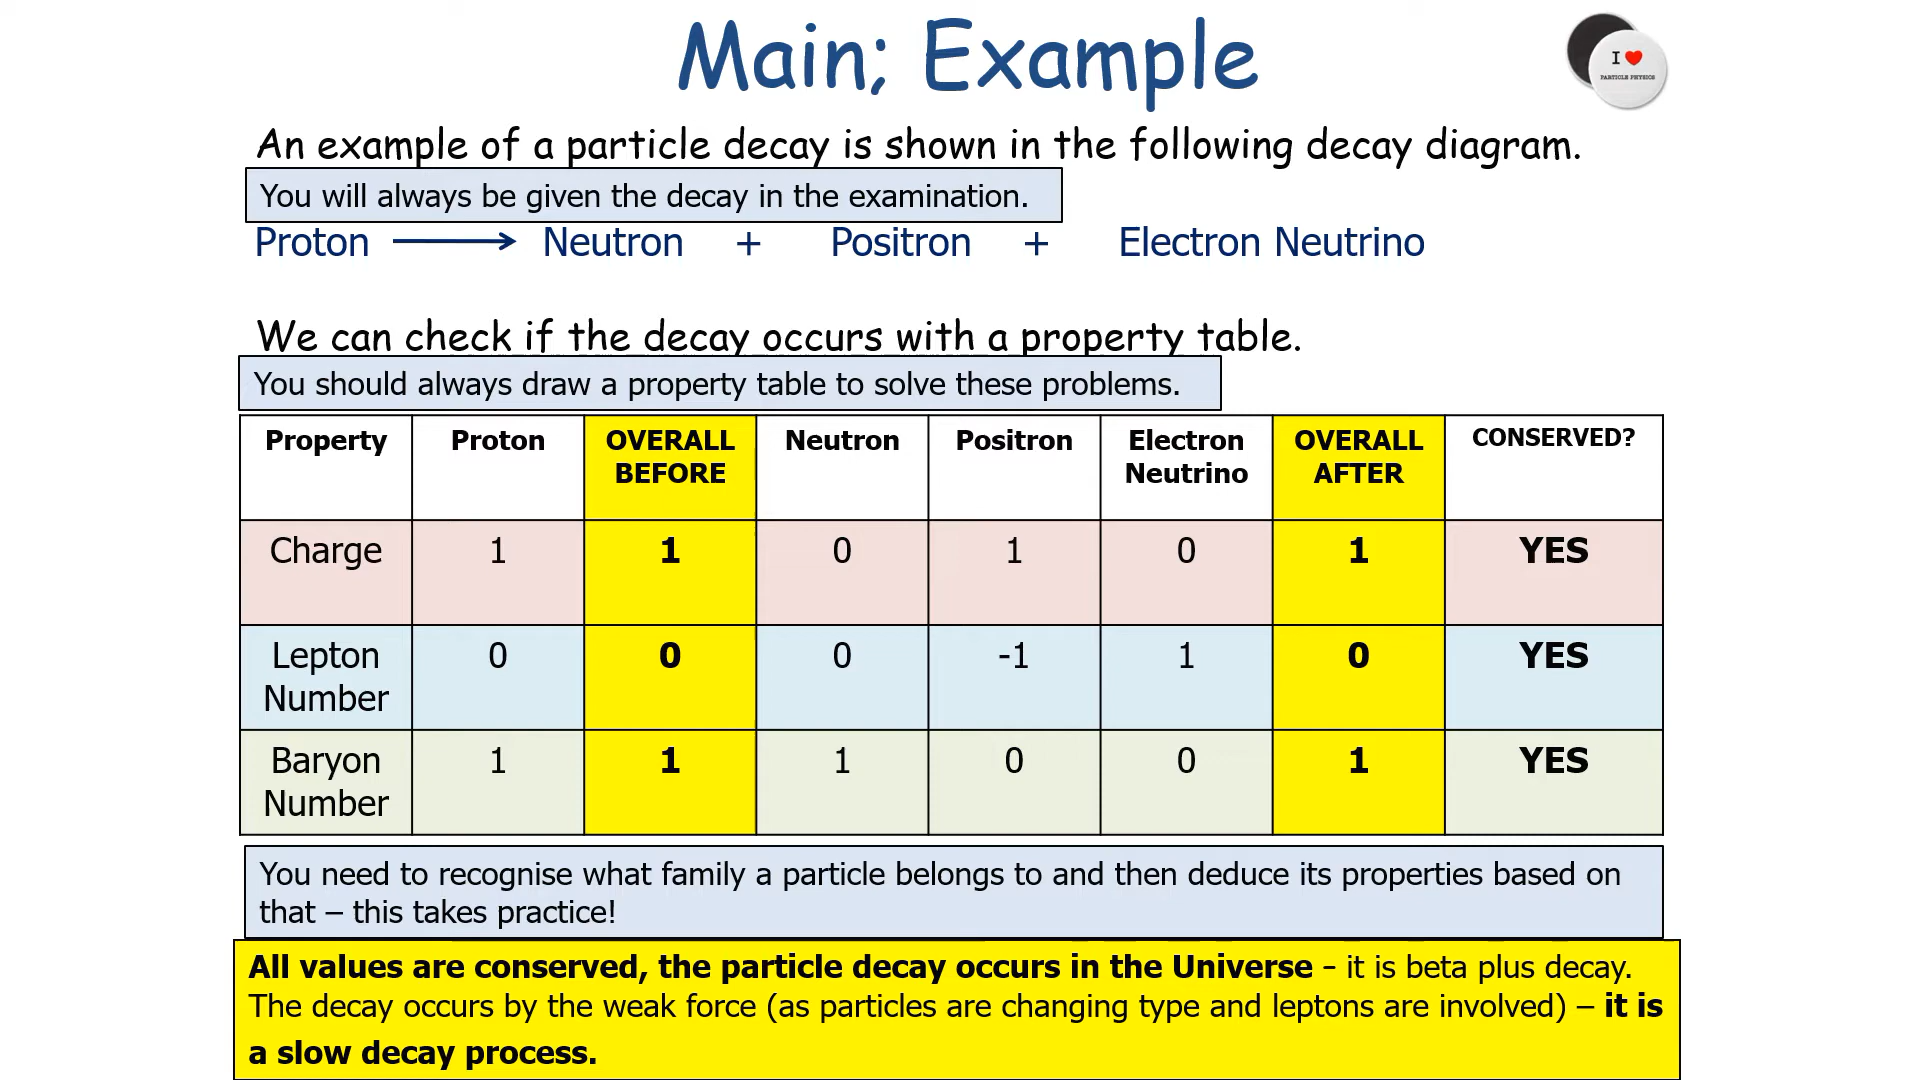 Main; Example
I ❤
PARTICLE PHYSICS
An example of a particle decay is shown in the following decay diagram.
You will always be given the decay in the examination.
Proton ⟶ Neutron + Positron + Electron Neutrino
We can check if the decay occurs with a property table.
You should always draw a property table to solve these problems.
Property Proton OVERALL BEFORE Neutron Positron Electron Neutrino OVERALL AFTER CONSERVED?
Charge 1 1 0 1 0 1 YES
Lepton Number 0 0 0 -1 1 0 YES
Baryon Number 1 1 1 0 0 1 YES
You need to recognise what family a particle belongs to and then deduce its properties based on
that – this takes practice!
All values are conserved, the particle decay occurs in the Universe – it is beta plus decay.
The decay occurs by the weak force (as particles are changing type and leptons are involved) – it is
a slow decay process.